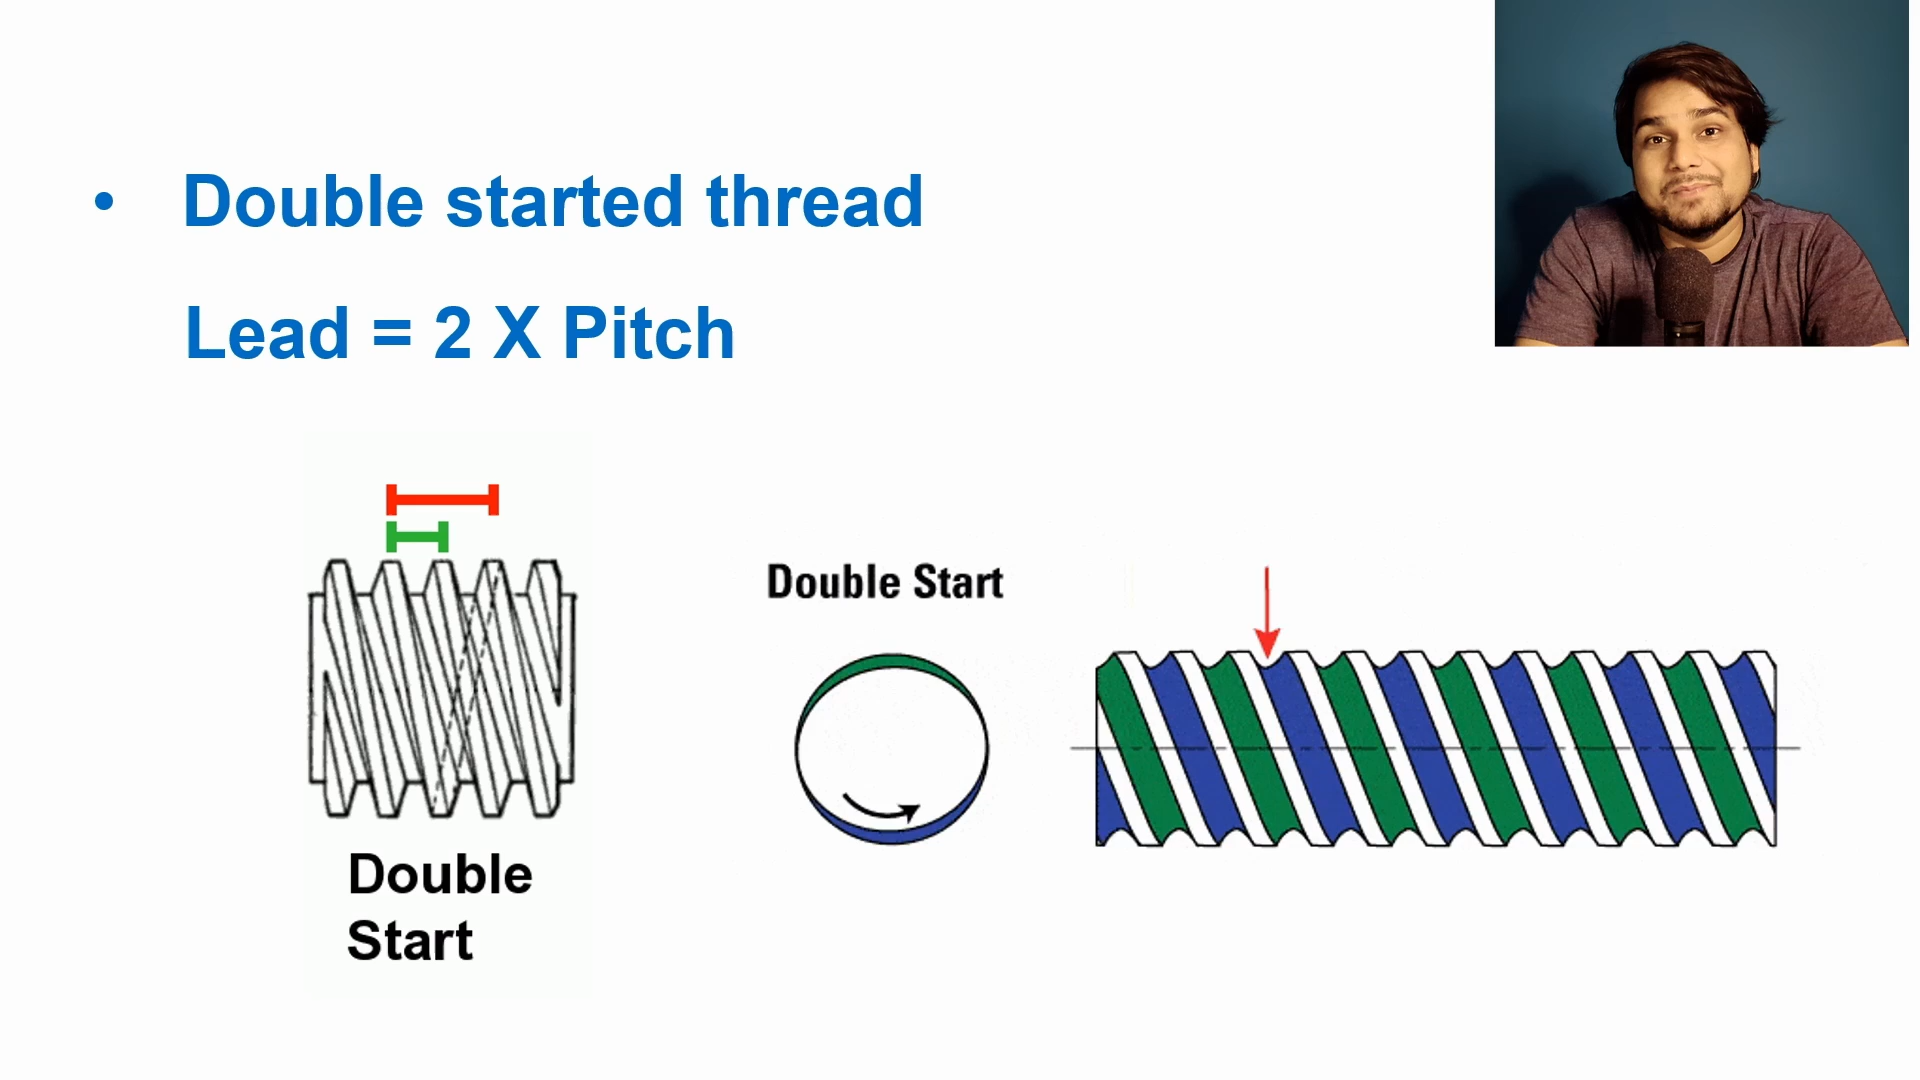 • Double started thread
Lead = 2 X Pitch
Double Start
Double
Start